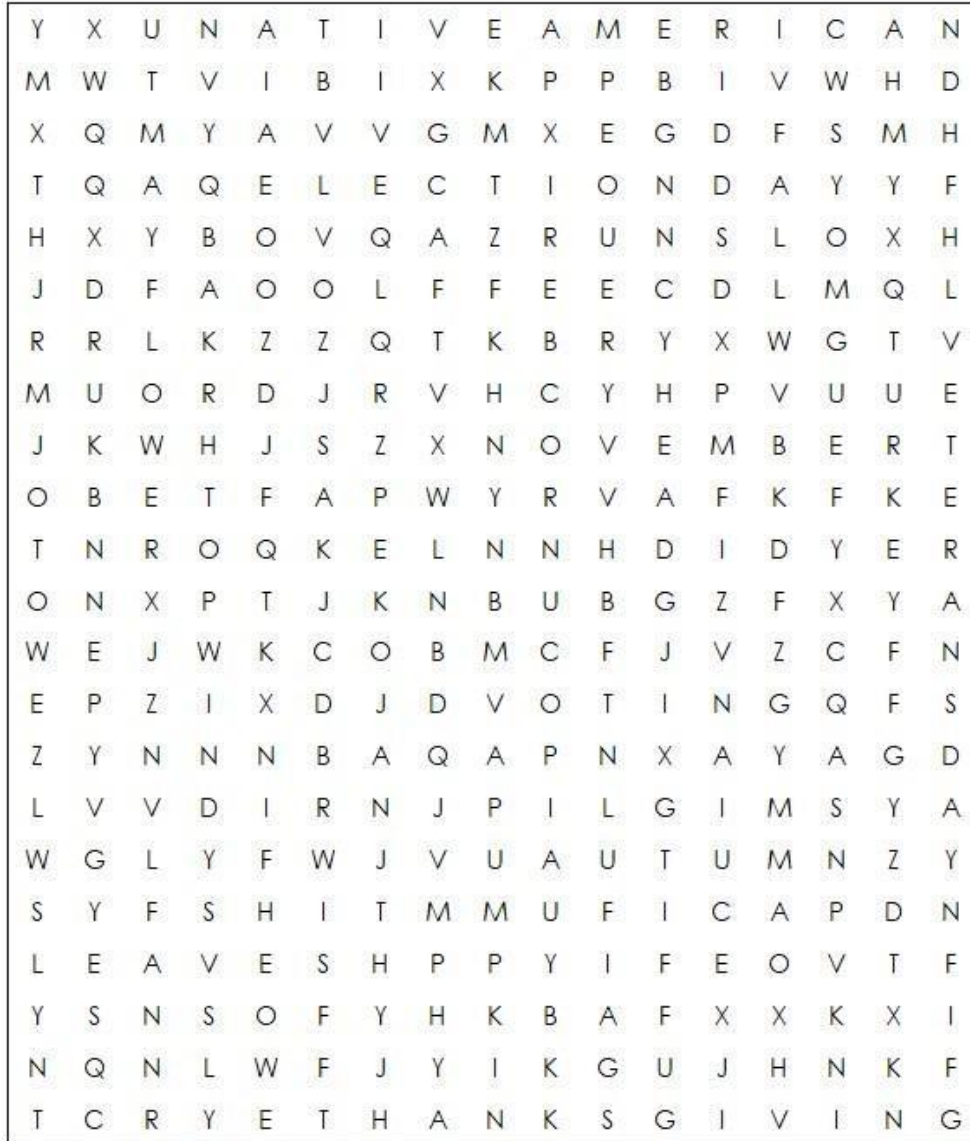 Y X U N A T I V E A M E R I C A N
M W T V I B I X K P P B I V W H D
X Q M Y A V V G M X E G D F S M H
T Q A Q E L E C T I O N D A Y Y F
H X Y B O V Q A Z R U N S L O X H
J D F A O O L F F E E C D L M Q L
R R L K Z Z Q T K B R Y X W G T V
M U O R D J R V H C Y H P V U U E
J K W H J S Z X N O V E M B E R T
O B E T F A P W Y R V A F K F K E
T N R O Q K E L N N H D I D Y E R
O N X P T J K N B U B G Z F X Y A
W E J W K C O B M C F J V Z C F N
E P Z I X D J D V O T I N G Q F S
Z Y N N N B A Q A P N X A Y A G D
L V V D I R N J P I L G I M S Y A
W G L Y F W J V U A U T U M N Z Y
S Y F S H I T M M U F I C A P D N
L E A V E S H P P Y I F E O V T F
Y S N S O F Y H K B A F X X K X I
N Q N L W F J Y I K G U J H N K F
T C R Y E T H A N K S G I V I N G